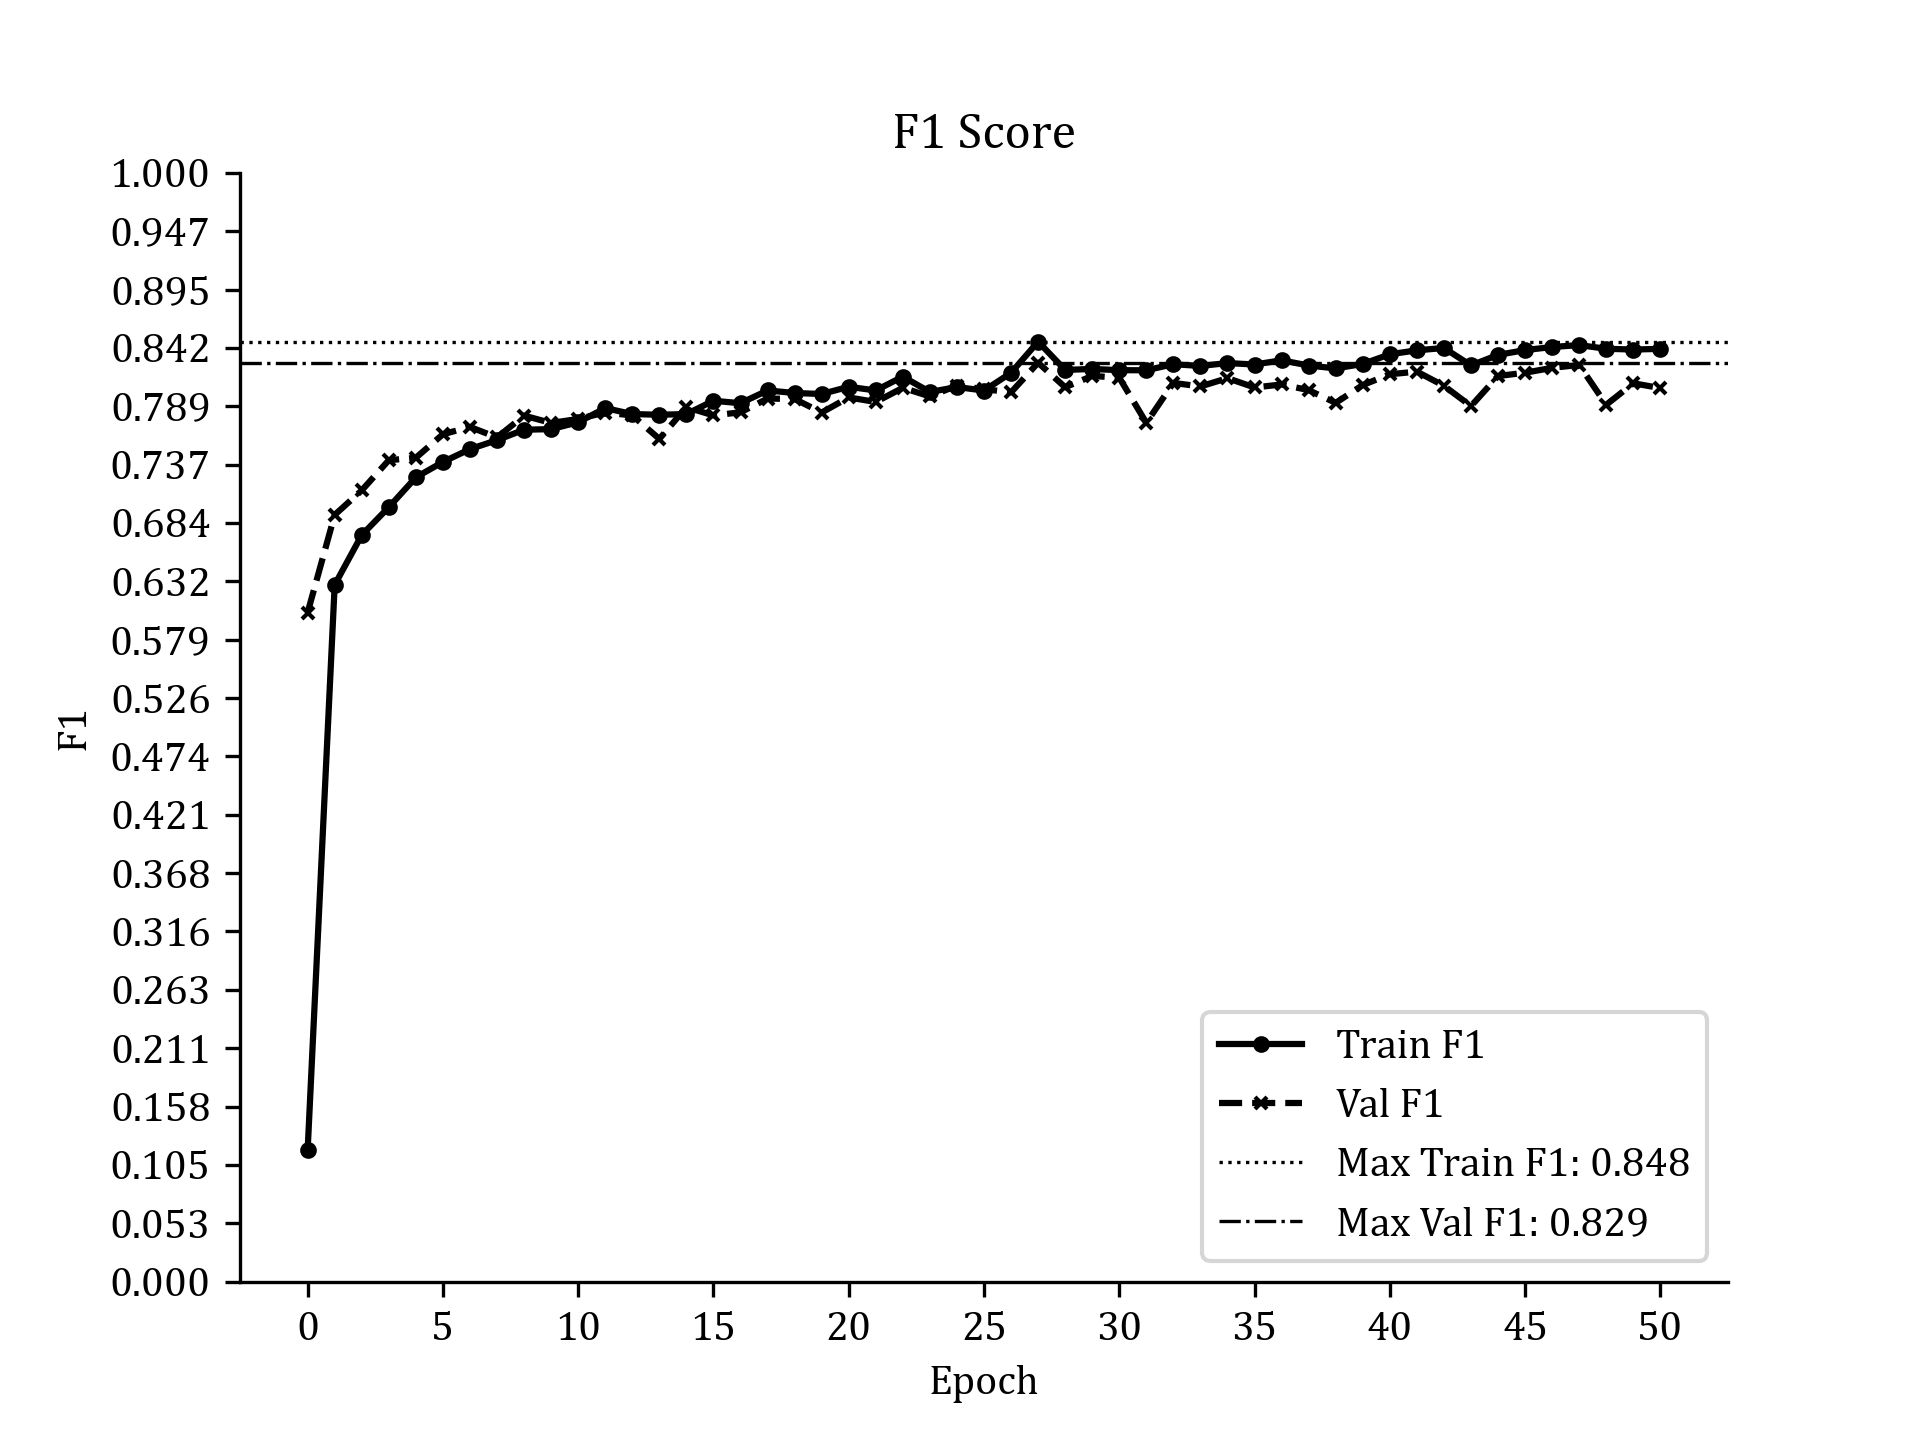 F1 Score
1.000
0.947
0.895
0.842
0.789
0.737
0.684
0.632
0.579
0.526
0.474
0.421
0.368
0.316
0.263
0.211
0.158
0.105
0.053
0.000
F1
0 5 10 15 20 25 30 35 40 45 50
Epoch
Train F1
Val F1
Max Train F1: 0.848
Max Val F1: 0.829